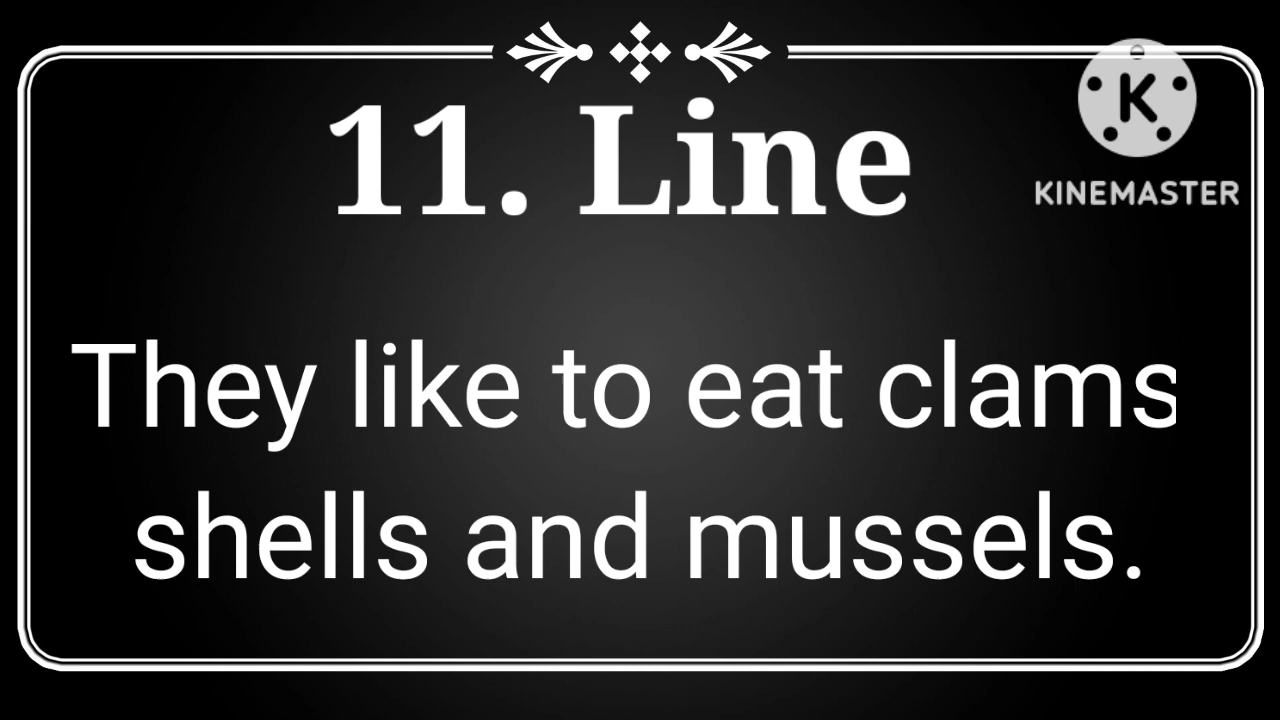 11. Line
K
KINEMASTER
They like to eat clams
shells and mussels.